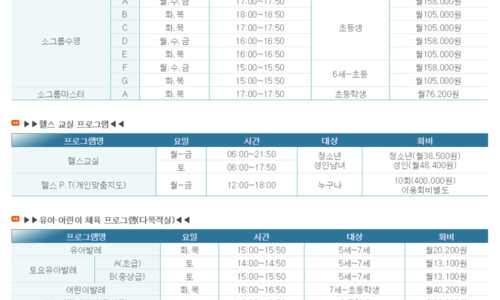 A 월,수,금 17:00~17:50 월158,000원
B 화,목 18:00~18:50 월105,000원
C 화,목 17:00~17:50 초등생 월105,000원
소그룹수영 D 월,수,금 16:00~16:50 월158,000원
E 화,목 16:00~16:50 월105,000원
F 월,수,금 15:00~15:50 6세~초등 월158,000원
G 화,목 15:00~15:50 월105,000원
소그룹마스터 A 화,목 17:00~17:50 초등학생 월76,200원
▶▶헬스 교실 프로그램◀◀
프로그램명 요일 시간 대상 회비
헬스교실 월~금 06:00~21:50 청소년 성인남녀 청소년(월38,500원)
토 06:00~17:50 성인(월48,400원)
헬스 P.T(개인맞춤지도) 월~금 12:00~18:00 누구나 10회(400,000원)
이용회비별도
▶▶유아·어린이 체육 프로그램(다목적실)◀◀
프로그램명 요일 시간 대상 회비
유아발레 화,목 15:00~15:50 5세~7세 월20,200원
토요유아발레 A(초급) 토 14:00~14:50 5세~7세 월13,100원
B(중상급) 토 15:00~15:50 5세~7세 월13,100원
어린이발레 화,목 16:00~16:50 7세~초등학생 월40,200원